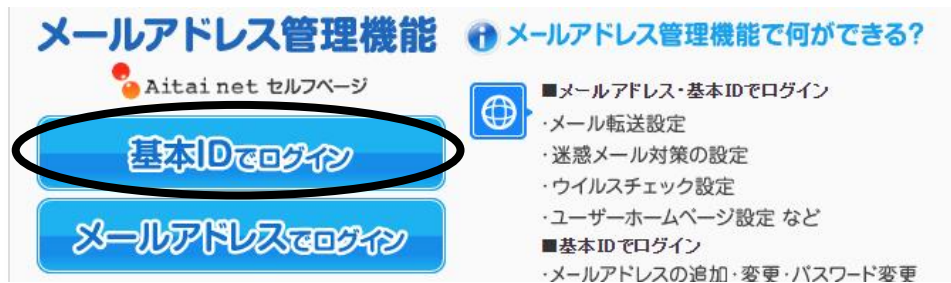 メールアドレス管理機能
Aitainet セルフページ
基本IDでログイン
メールアドレスでログイン
メールアドレス管理機能で何ができる?
■メールアドレス・基本IDでログイン
・メール転送設定
・迷惑メール対策の設定
・ウイルスチェック設定
・ユーザーホームページ設定 など
■基本IDでログイン
・メールアドレスの追加・変更・パスワード変更